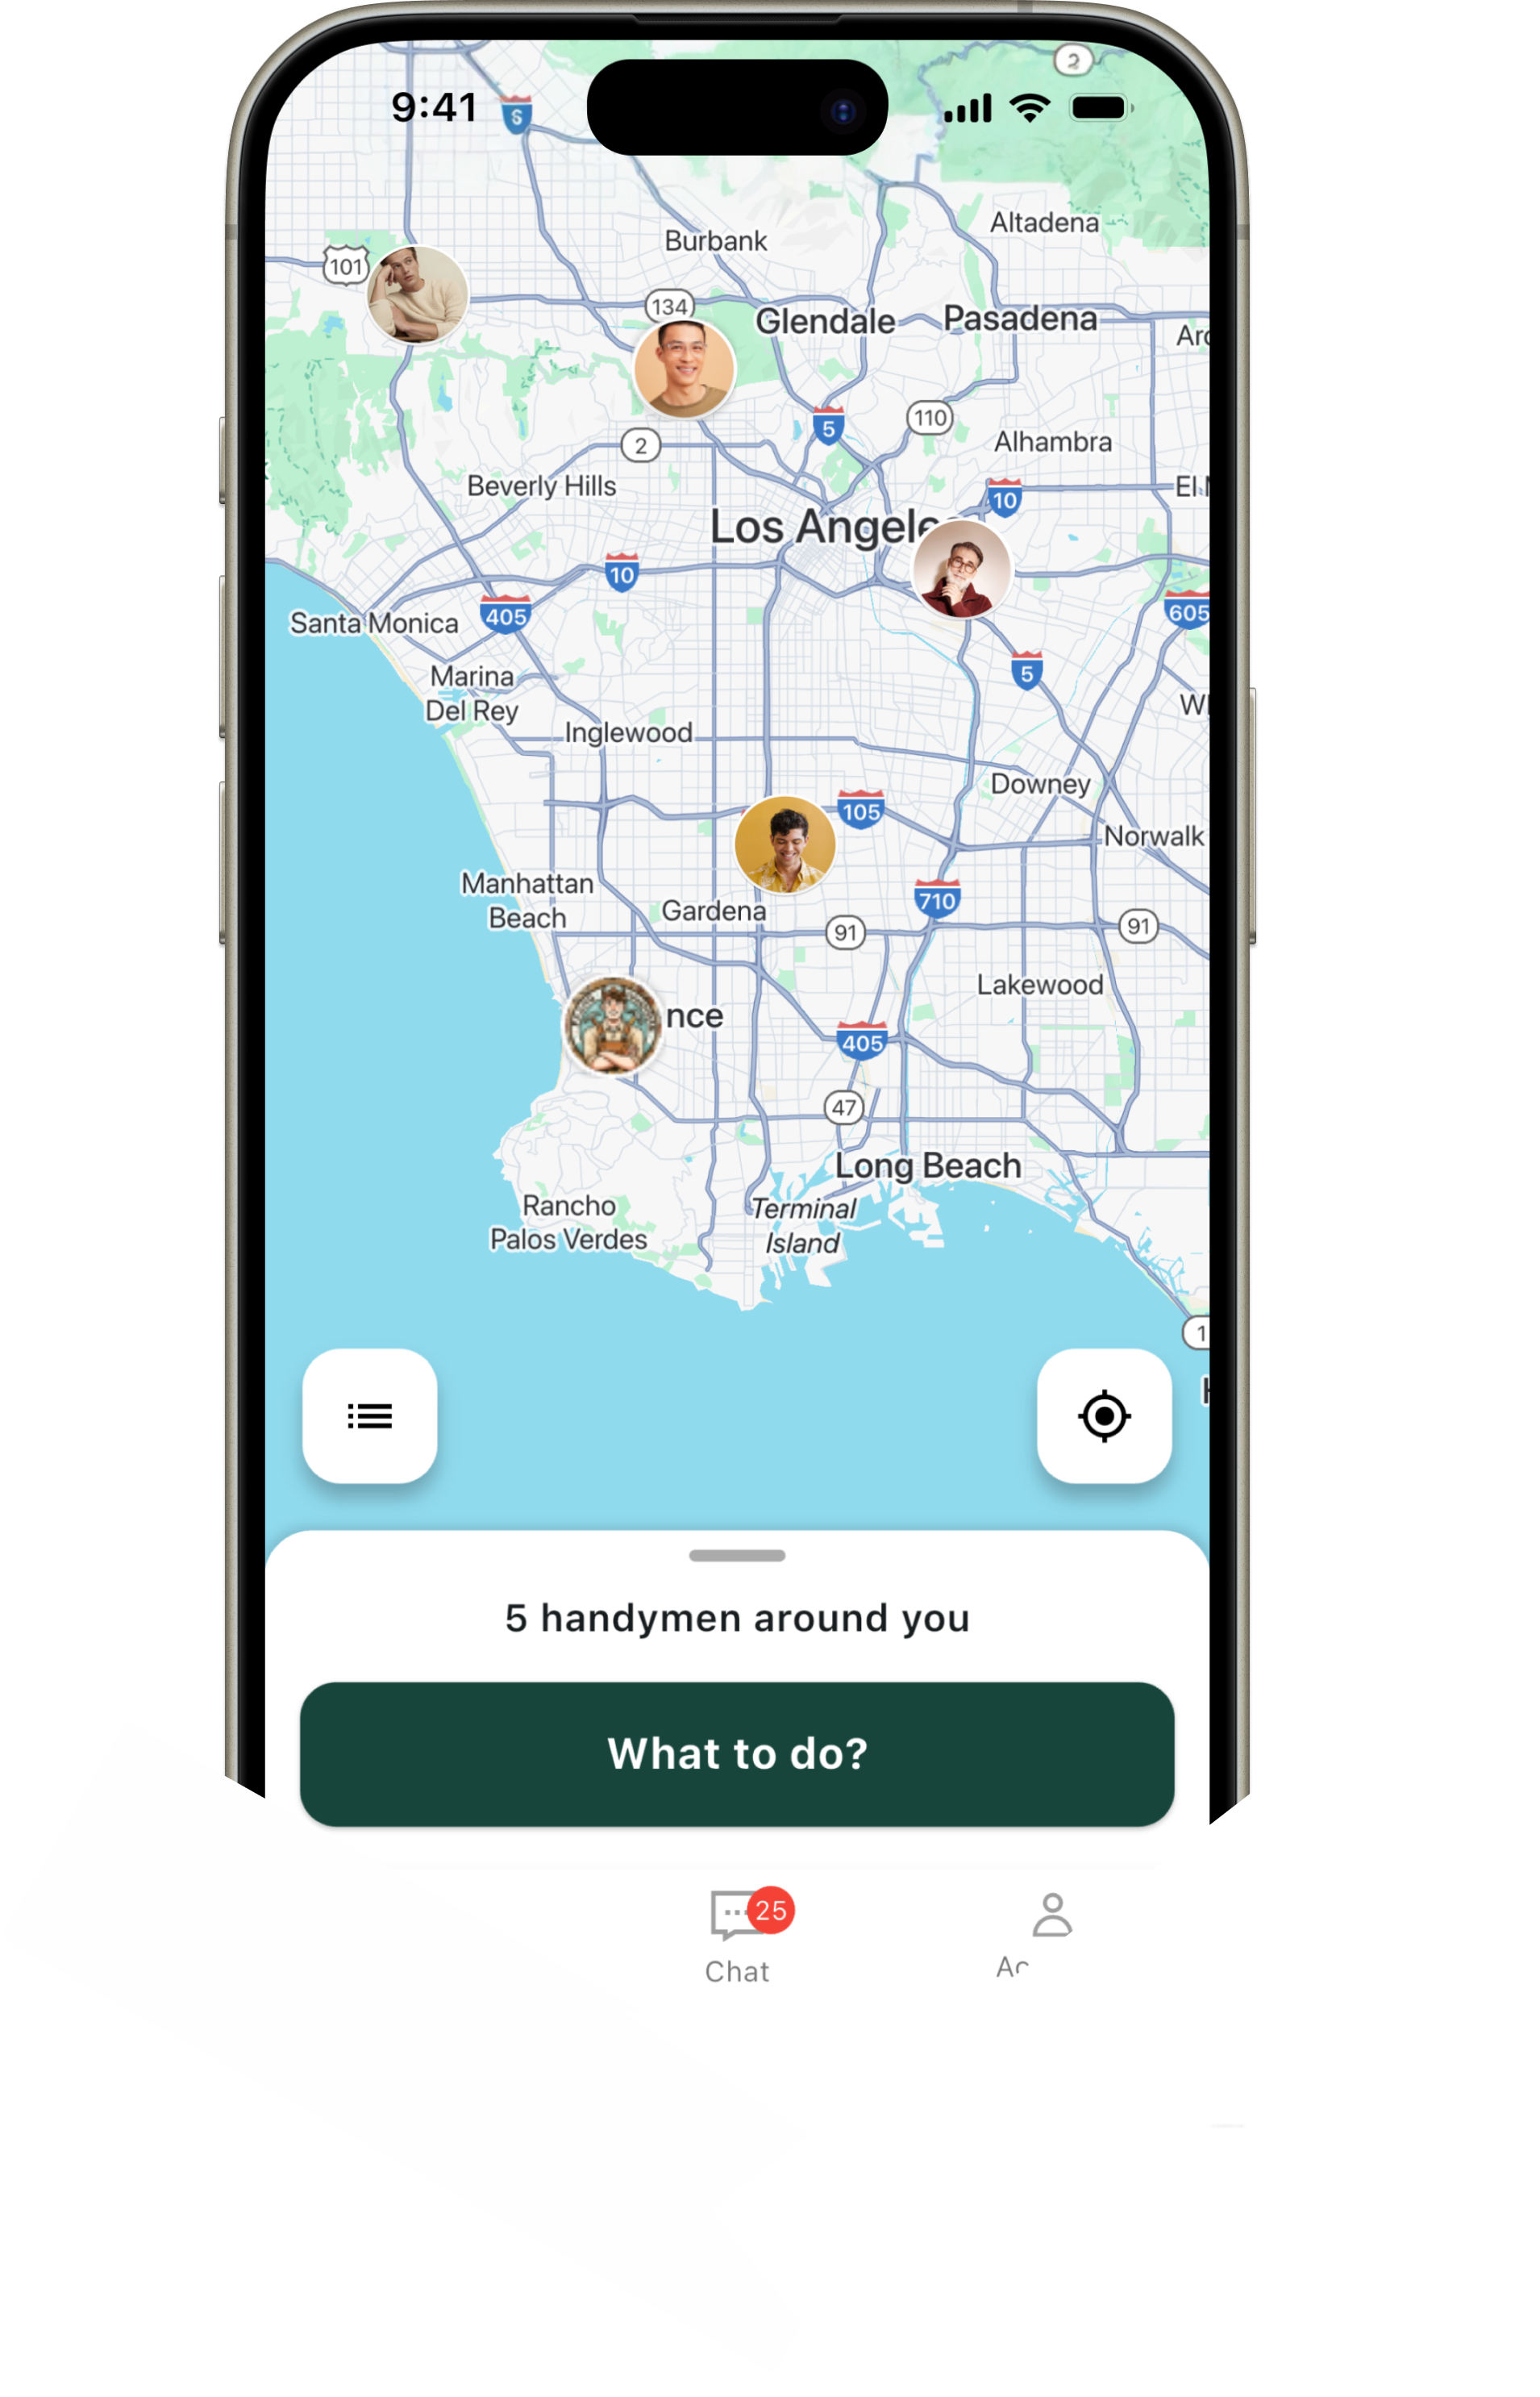 9:41
S
2
Burbank
Altadena
101
134
Glendale
Pasadena
Arc
5
110
2
Alhambra
Beverly Hills
10
El
Los Angele
10
405
605
Santa Monica
5
Marina
Del Rey
Wh
Inglewood
Downey
105
Norwalk
Manhattan
Beach
Gardena
710
91
91
Lakewood
nce
405
47
Long Beach
Rancho
Palos Verdes
Terminal
Island
1
5 handymen around you
What to do?
25
Chat
Ac